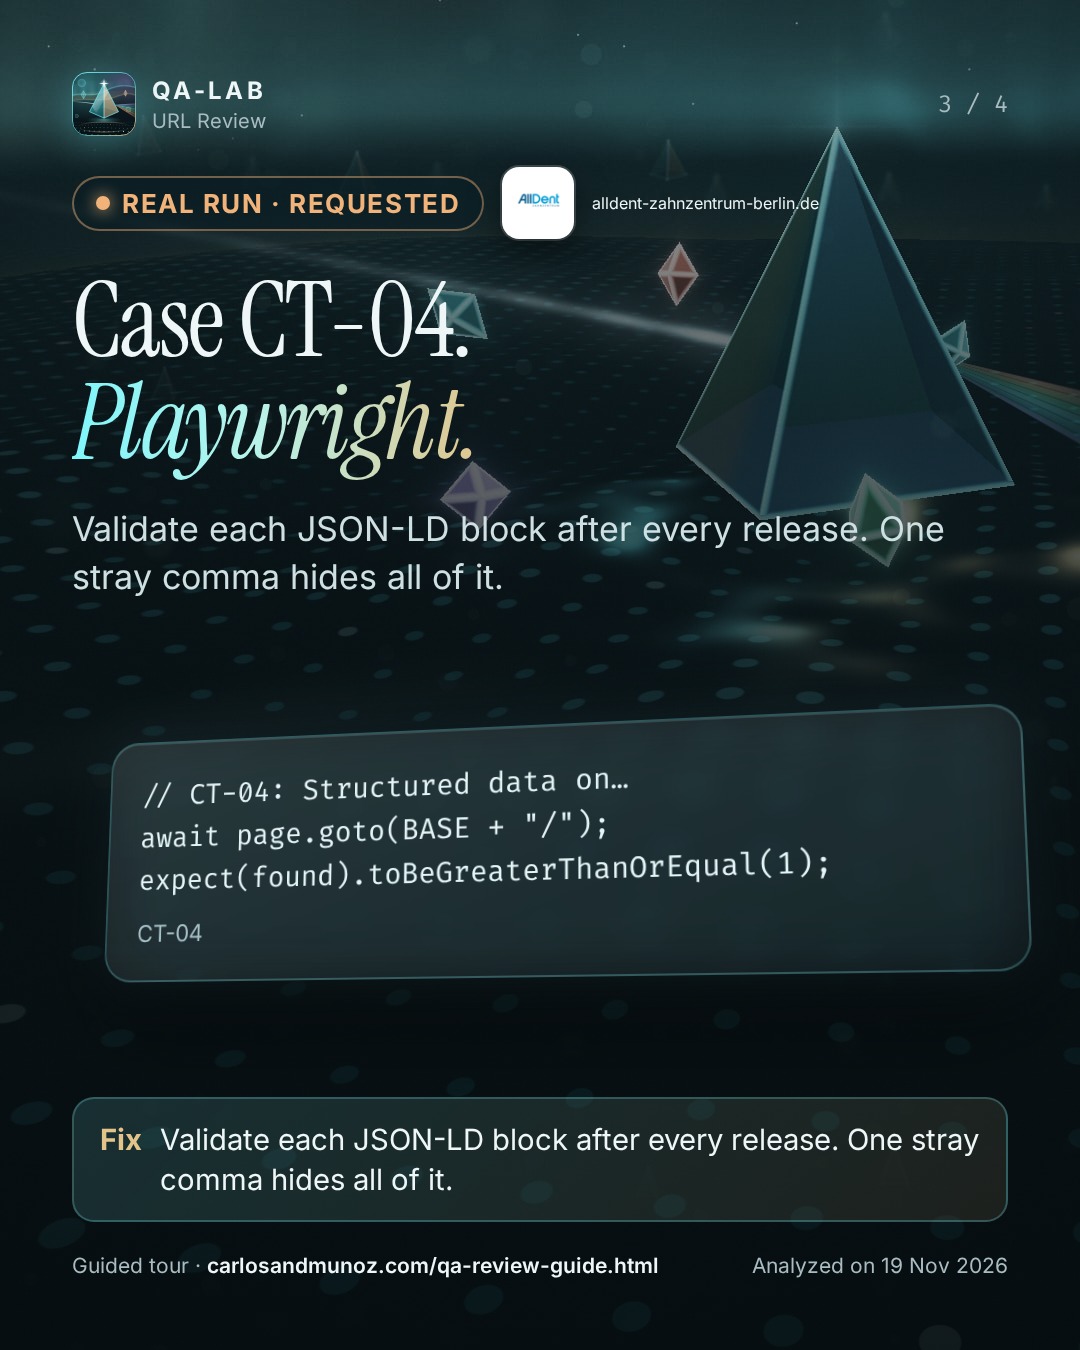 QA-LAB
URL Review
3 / 4
REAL RUN · REQUESTED
AllDent
alldent-zahnzentrum-berlin.de
Case CT-04.
Playwright.
Validate each JSON-LD block after every release. One
stray comma hides all of it.
// CT-04: Structured data on…
await page.goto(BASE + "/");
expect(found).toBeGreaterThanOrEqual(1);
CT-04
Fix Validate each JSON-LD block after every release. One stray
comma hides all of it.
Guided tour · carlosandmunoz.com/qa-review-guide.html
Analyzed on 19 Nov 2026